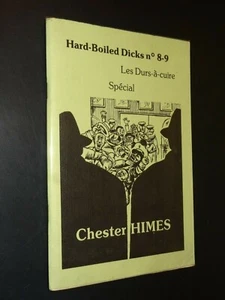 Hard-Boiled Dicks n° 8-9
Les Durs-à-cuire
Spécial
Chester HIMES